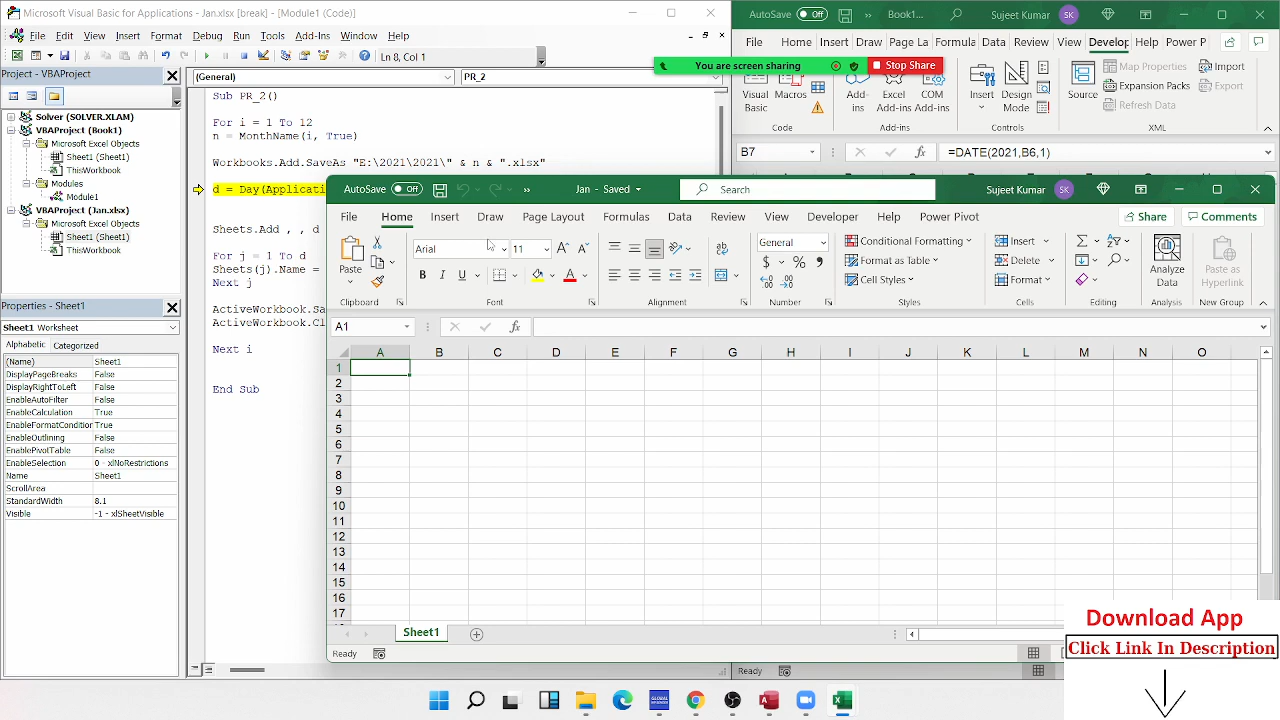 Microsoft Visual Basic for Applications - Jan.xlsx [break] - [Module1 (Code)]
File Edit View Insert Format Debug Run Tools Add-Ins Window Help
Ln 8, Col 1
Project - VBAProject
Solver (SOLVER.XLAM)
VBAProject (Book1)
Microsoft Excel Objects
Sheet1 (Sheet1)
ThisWorkbook
Modules
Module1
VBAProject (Jan.xlsx)
Microsoft Excel Objects
Sheet1 (Sheet1)
ThisWorkbook
Properties - Sheet1
Sheet1 Worksheet
Alphabetic Categorized
(Name) Sheet1
DisplayPageBreaks False
DisplayRightToLeft False
EnableAutoFilter False
EnableCalculation True
EnableFormatCondition True
EnableOutlining False
EnablePivotTable False
EnableSelection 0 - xlNoRestrictions
Name Sheet1
ScrollArea
StandardWidth 8.1
Visible -1 - xlSheetVisible
(General) PR_2
Sub PR_2()
For i = 1 To 12
n = MonthName(i, True)
Workbooks.Add.SaveAs "E:\2021\2021\" & n & ".xlsx"
d = Day(Applicati
Sheets.Add , , d
For j = 1 To d
Sheets(j).Name =
Next j
ActiveWorkbook.Sa
ActiveWorkbook.Cl
Next i
End Sub
AutoSave Off Book1... Sujeet Kumar SK
File Home Insert Draw Page La Formula Data Review View Develop Help Power P
You are screen sharing Stop Share
Visual Basic Macros Add-ins Excel Add-ins COM Add-ins Insert Design Mode Source Map Properties Import
Expansion Packs Export
Refresh Data
Code Add-ins Controls XML
B7 fx =DATE(2021,B6,1)
AutoSave Off Jan - Saved Search Sujeet Kumar SK
File Home Insert Draw Page Layout Formulas Data Review View Developer Help Power Pivot Share Comments
Paste Arial 11 General Conditional Formatting Insert
Format as Table Delete
Cell Styles Format
Analyze Data Paste as Hyperlink
Clipboard Font Alignment Number Styles Cells Editing Analysis New Group
A1 fx
A B C D E F G H I J K L M N O
1
2
3
4
5
6
7
8
9
10
11
12
13
14
15
16
17
Sheet1
Ready
Ready
Download App
Click Link In Description